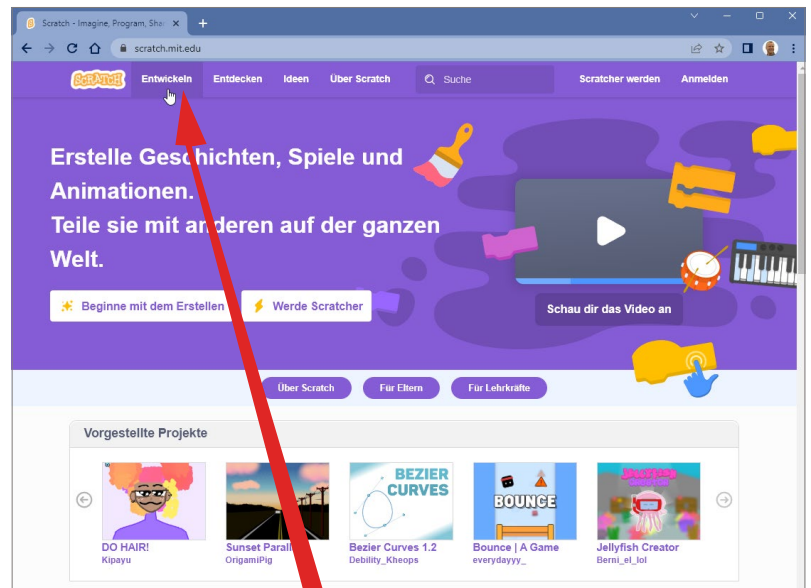 Scratch - Imagine, Program, Shar
scratch.mit.edu
SCRATCH Entwickeln Entdecken Ideen Über Scratch Suche Scratcher werden Anmelden
Erstelle Geschichten, Spiele und
Animationen.
Teile sie mit anderen auf der ganzen
Welt.
Beginne mit dem Erstellen Werde Scratcher
Schau dir das Video an
Über Scratch Für Eltern Für Lehrkräfte
Vorgestellte Projekte
BEZIER
CURVES
BOUNCE
DO HAIR! Sunset Paralla Bezier Curves 1.2 Bounce | A Game Jellyfish Creator
Kipayu OrigamiPig Debility_Kheops everydayyy_ Berni_el_lol